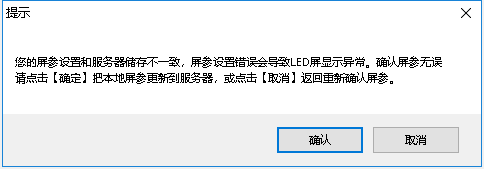 提示
您的屏参设置和服务器储存不一致，屏参设置错误会导致LED屏显示异常。确认屏参无误
请点击【确定】把本地屏参更新到服务器，或点击【取消】返回重新确认屏参。
确认
取消